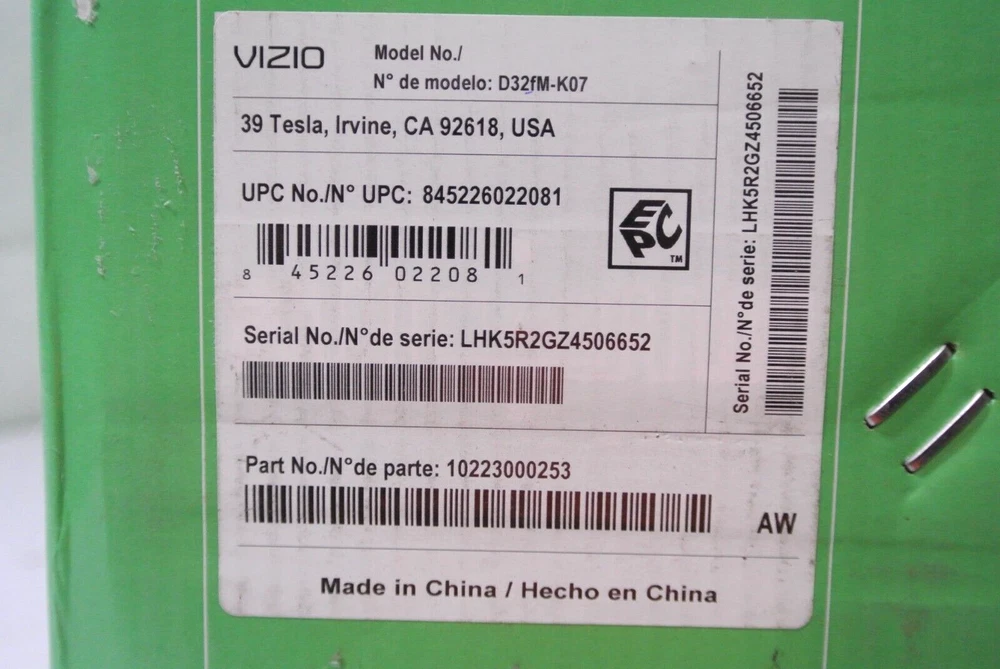 VIZIO
Model No./
N° de modelo: D32fM-K07
39 Tesla, Irvine, CA 92618, USA
UPC No./N° UPC: 845226022081
EPC
TM
8 45226 02208 1
Serial No./N°de serie: LHK5R2GZ4506652
Part No./N°de parte: 10223000253
AW
Made in China / Hecho en China
Serial No./N°de serie: LHK5R2GZ4506652